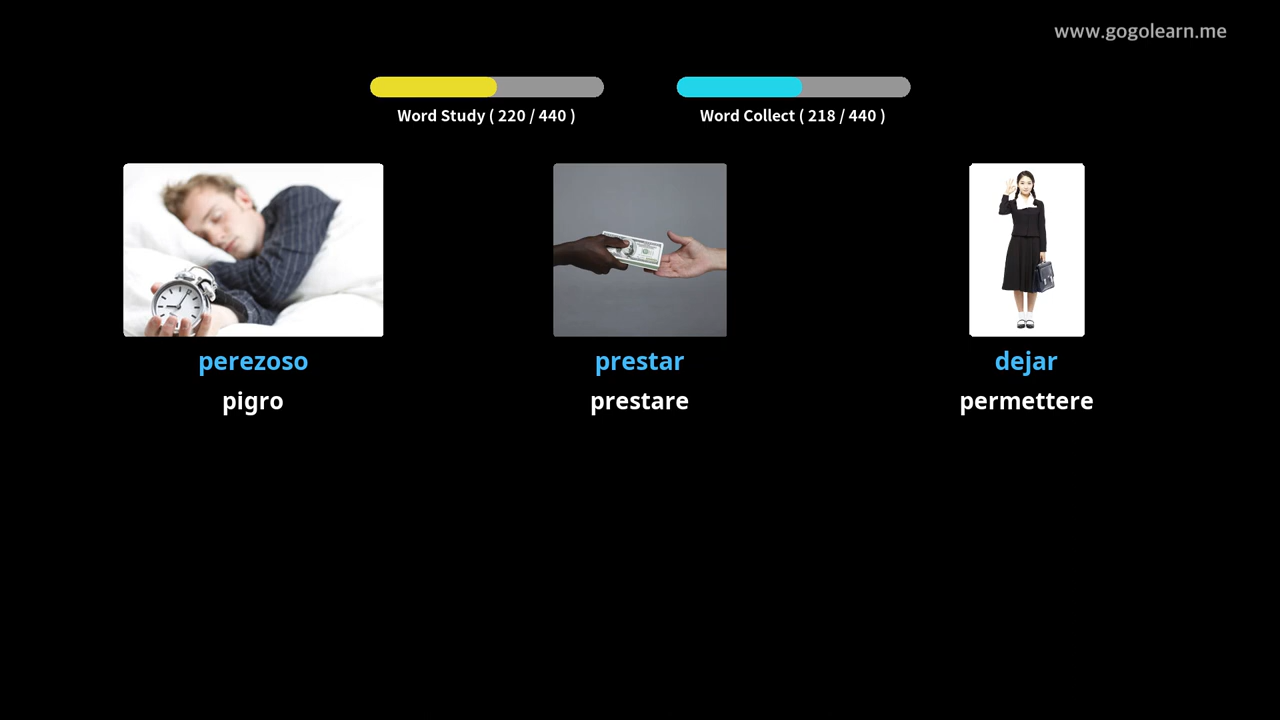 www.gogolearn.me
Word Study ( 220 / 440 )
Word Collect ( 218 / 440 )
perezoso
prestar
dejar
pigro
prestare
permettere